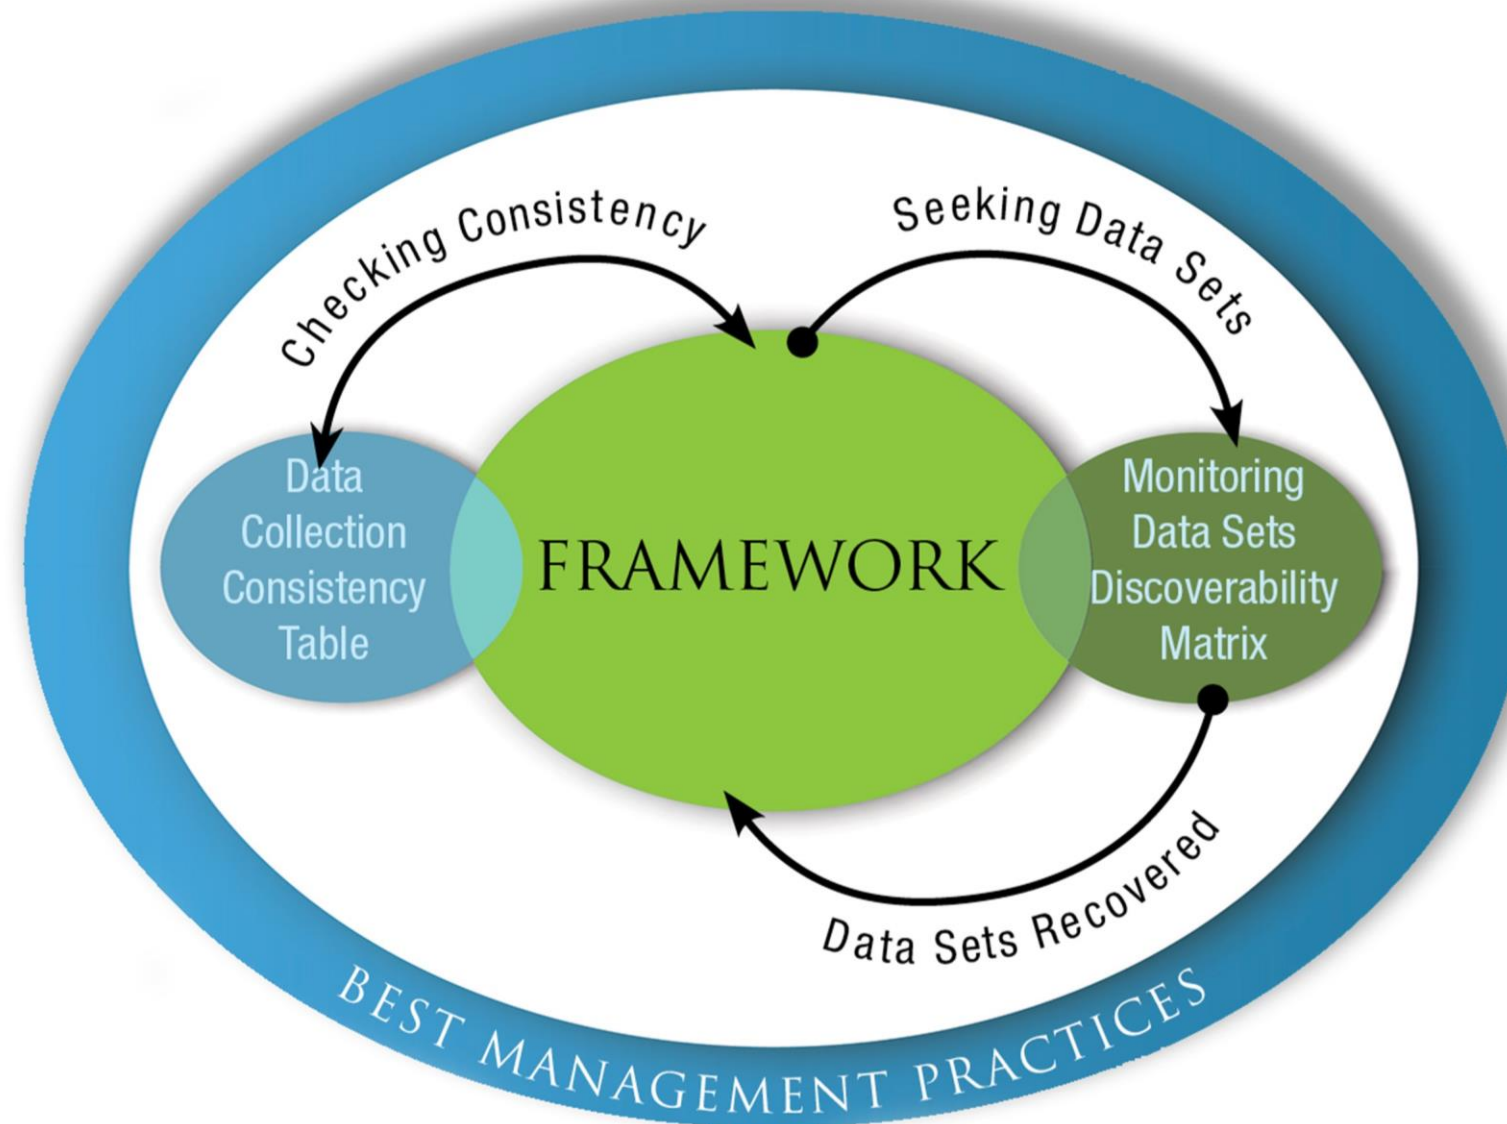 Checking Consistency
Seeking Data Sets
Data
Collection
Consistency
Table
FRAMEWORK
Monitoring
Data Sets
Discoverability
Matrix
Data Sets Recovered
BEST MANAGEMENT PRACTICES